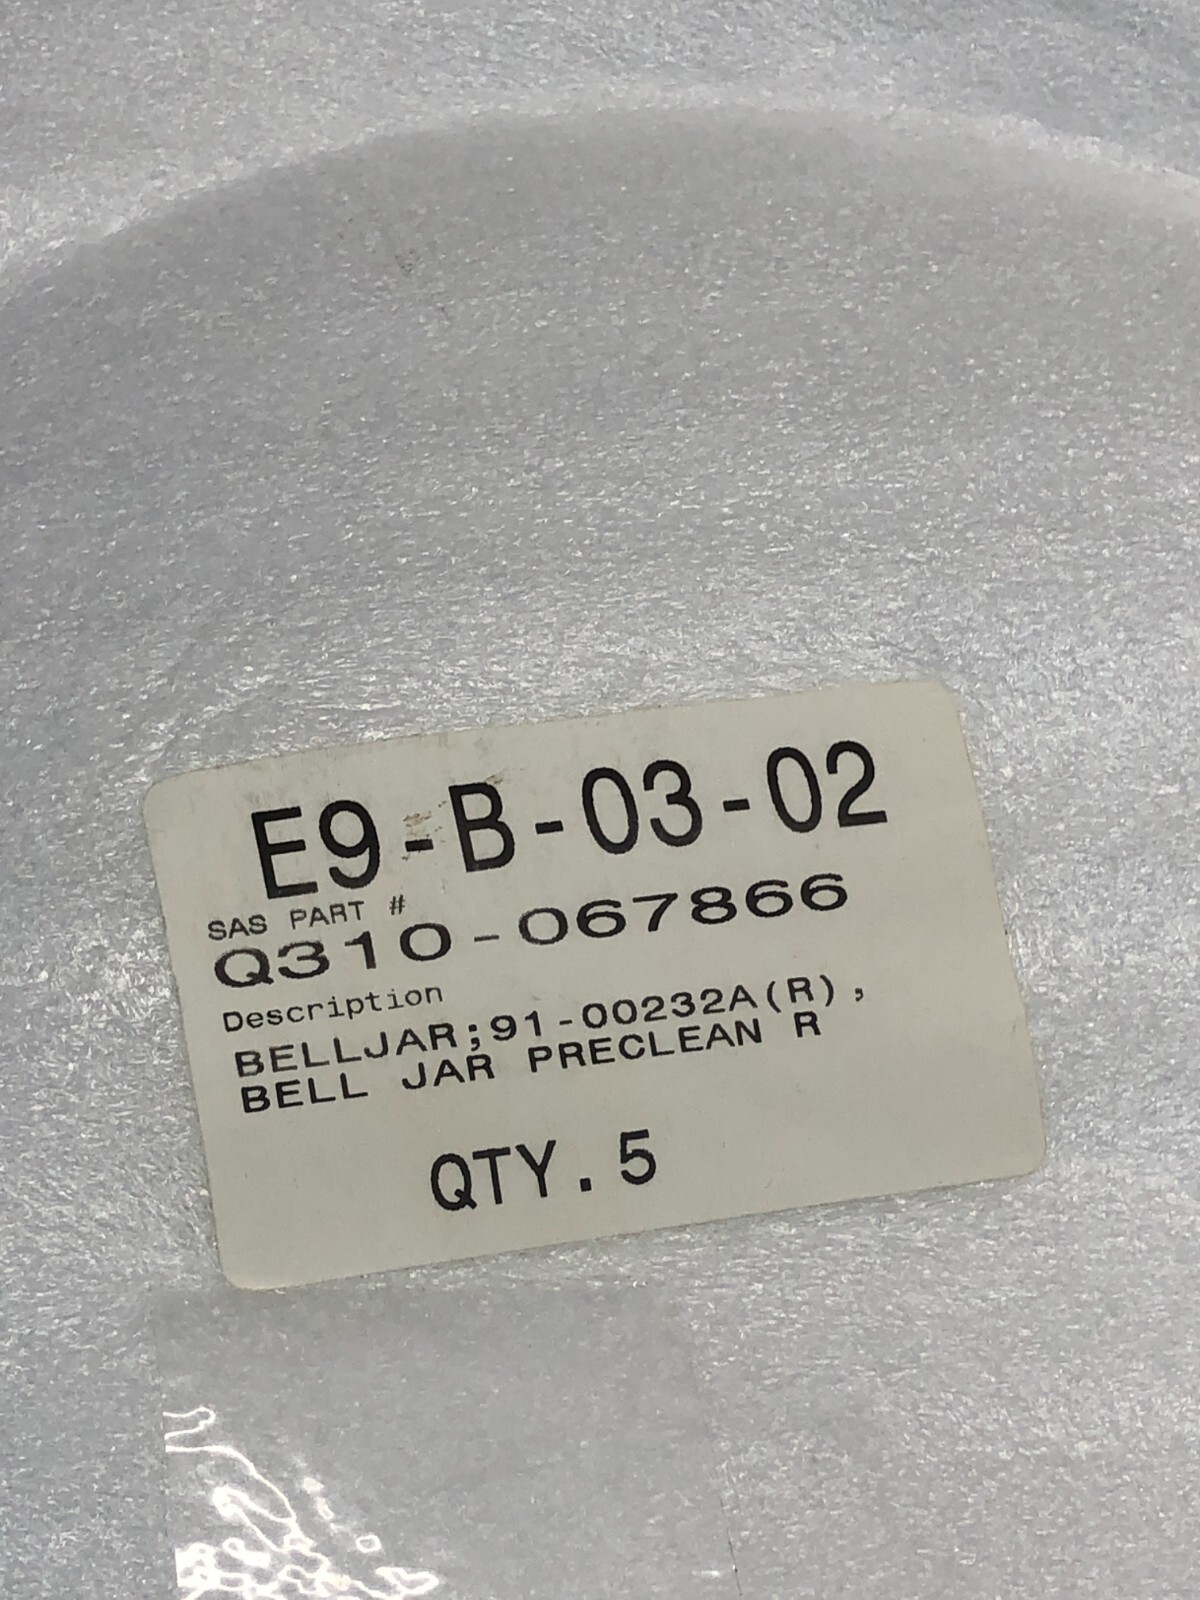 E9-B-03-02
SAS PART #
Q310-067866
Description
BELLJAR;91-00232A(R),
BELL JAR PRECLEAN R
QTY.5